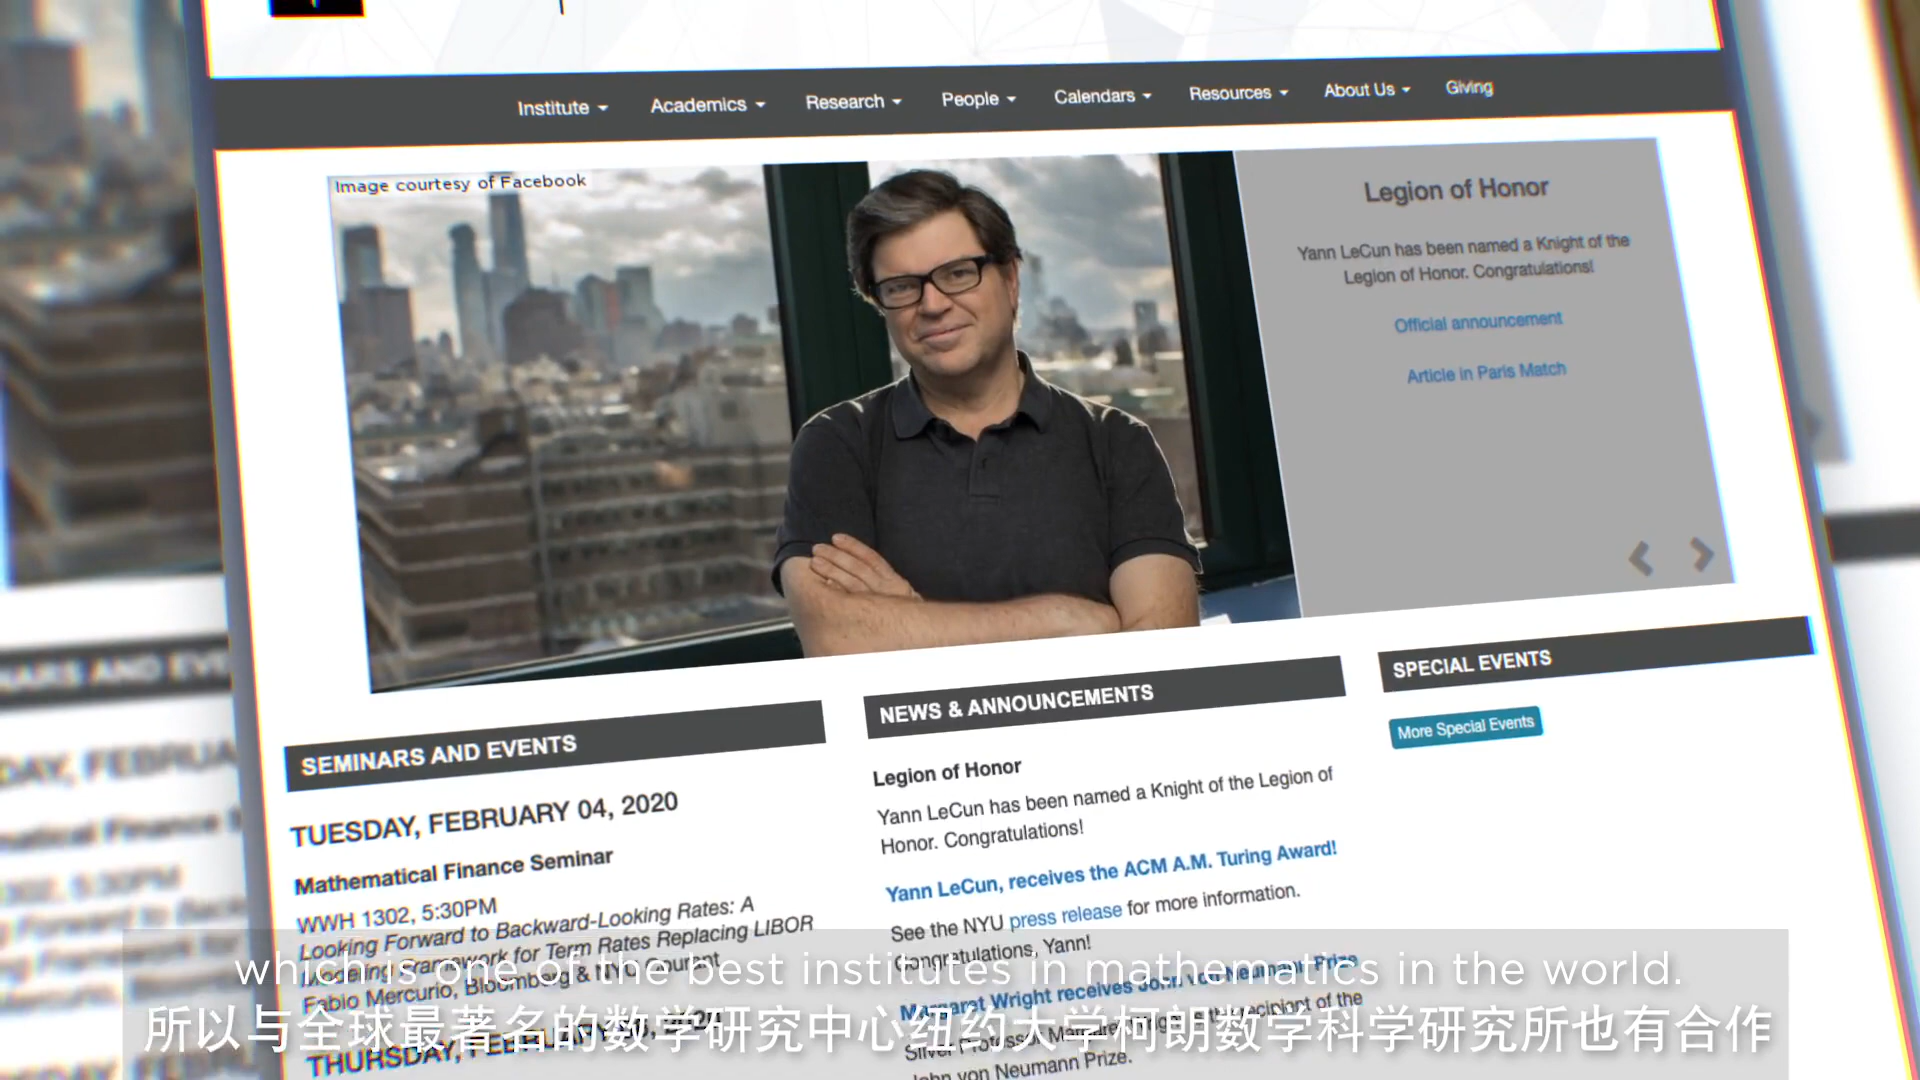 Institute
Academics
Research
People
Calendars
Resources
About Us
Giving
Image courtesy of Facebook
Legion of Honor
Yann LeCun has been named a Knight of the
Legion of Honor. Congratulations!
Official announcement
Article in Paris Match
SEMINARS AND EVENTS
TUESDAY, FEBRUARY 04, 2020
Mathematical Finance Seminar
WWH 1302, 5:30PM
Looking Forward to Backward-Looking Rates: A
Modeling Framework for Term Rates Replacing LIBOR
Fabio Mercurio, Bloomberg & NYU Courant
THURSDAY, FEBRUARY
NEWS & ANNOUNCEMENTS
Legion of Honor
Yann LeCun has been named a Knight of the Legion of
Honor. Congratulations!
Yann LeCun, receives the ACM A.M. Turing Award!
See the NYU press release for more information.
Congratulations, Yann!
Margaret Wright receives John von Neumann Prize
Silver Professor Margaret Wright is the recipient of the
John von Neumann Prize.
SPECIAL EVENTS
More Special Events
which is one of the best institutes in mathematics in the world.
所以与全球最著名的数学研究中心纽约大学柯朗数学科学研究所也有合作